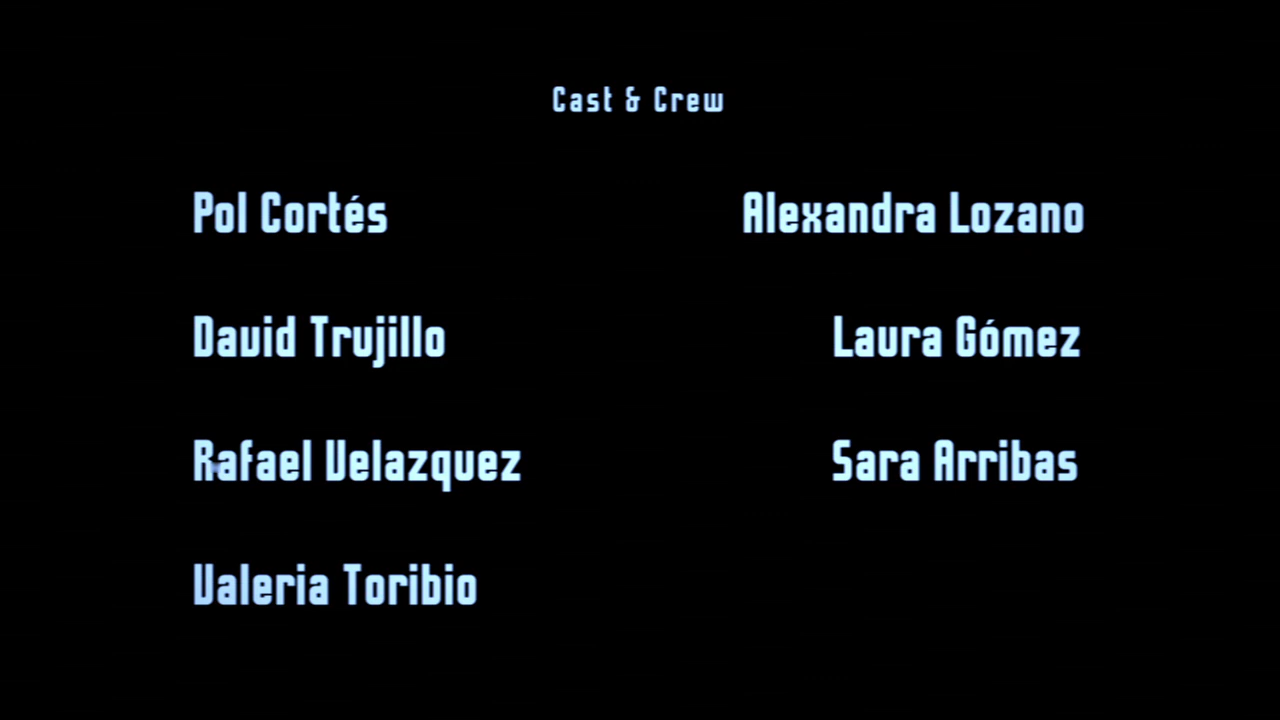 Cast & Crew
Pol Cortés
Alexandra Lozano
David Trujillo
Laura Gómez
Rafael Velazquez
Sara Arribas
Valeria Toribio